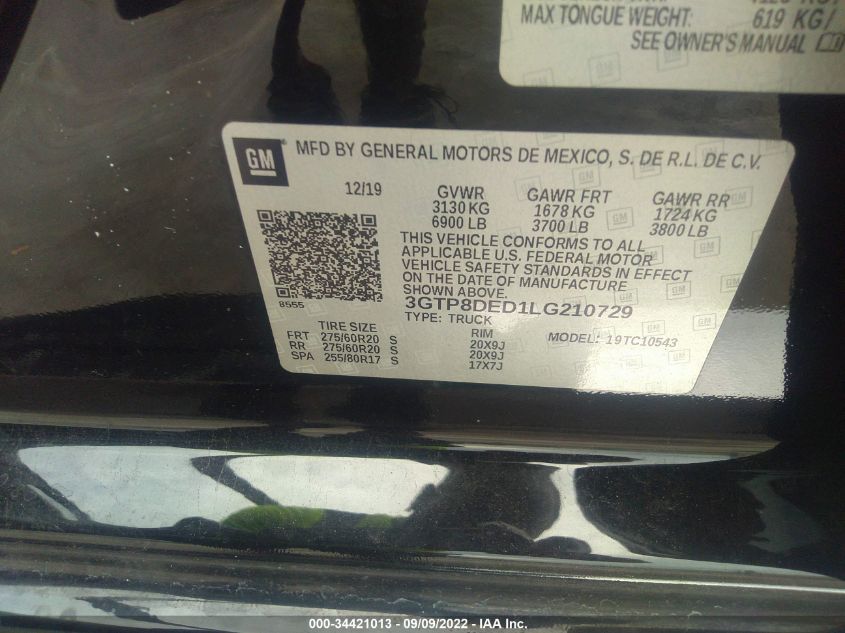 MAX TONGUE WEIGHT: 619 KG/
SEE OWNER'S MANUAL
GM
MFD BY GENERAL MOTORS DE MEXICO, S. DE R.L. DE C.V.
12/19 GVWR GAWR FRT GAWR RR
3130 KG 1678 KG 1724 KG
6900 LB 3700 LB 3800 LB
THIS VEHICLE CONFORMS TO ALL
APPLICABLE U.S. FEDERAL MOTOR
VEHICLE SAFETY STANDARDS IN EFFECT
ON THE DATE OF MANUFACTURE
SHOWN ABOVE.
8555
3GTP8DED1LG210729
TYPE: TRUCK MODEL: 19TC10543
TIRE SIZE RIM
FRT 275/60R20 S 20X9J
RR 275/60R20 S 20X9J
SPA 255/80R17 S 17X7J
000-34421013 - 09/09/2022 - IAA Inc.